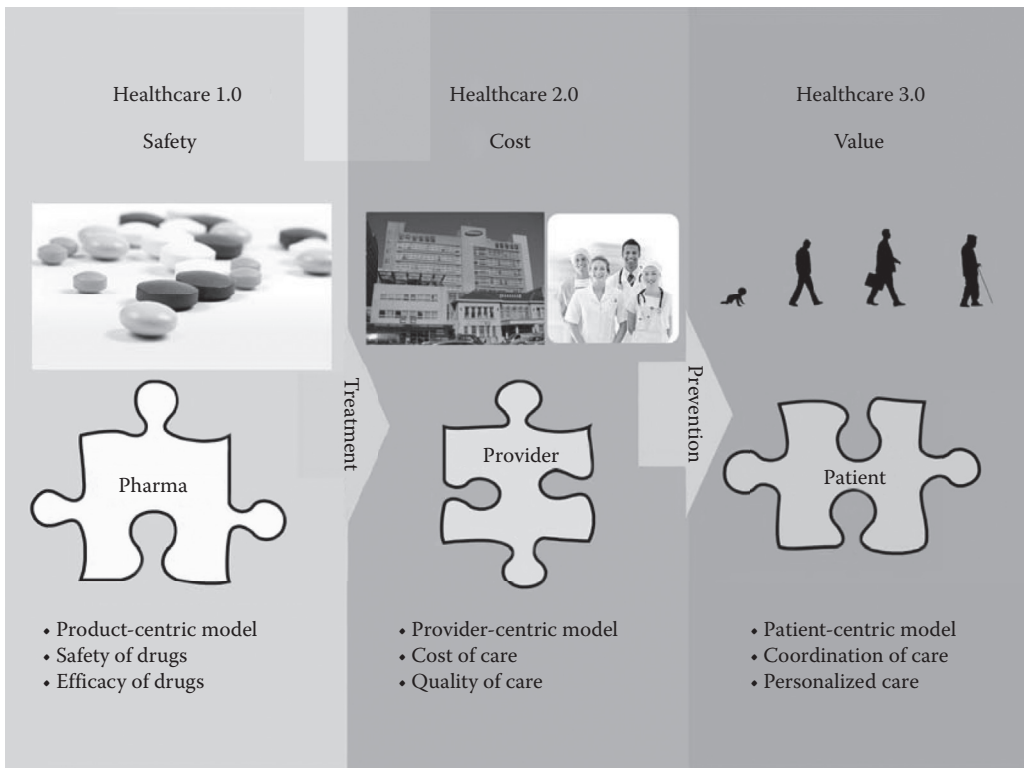 Healthcare 1.0
Safety
Pharma
• Product-centric model
• Safety of drugs
• Efficacy of drugs
Treatment
Healthcare 2.0
Cost
Provider
• Provider-centric model
• Cost of care
• Quality of care
Prevention
Healthcare 3.0
Value
Patient
• Patient-centric model
• Coordination of care
• Personalized care